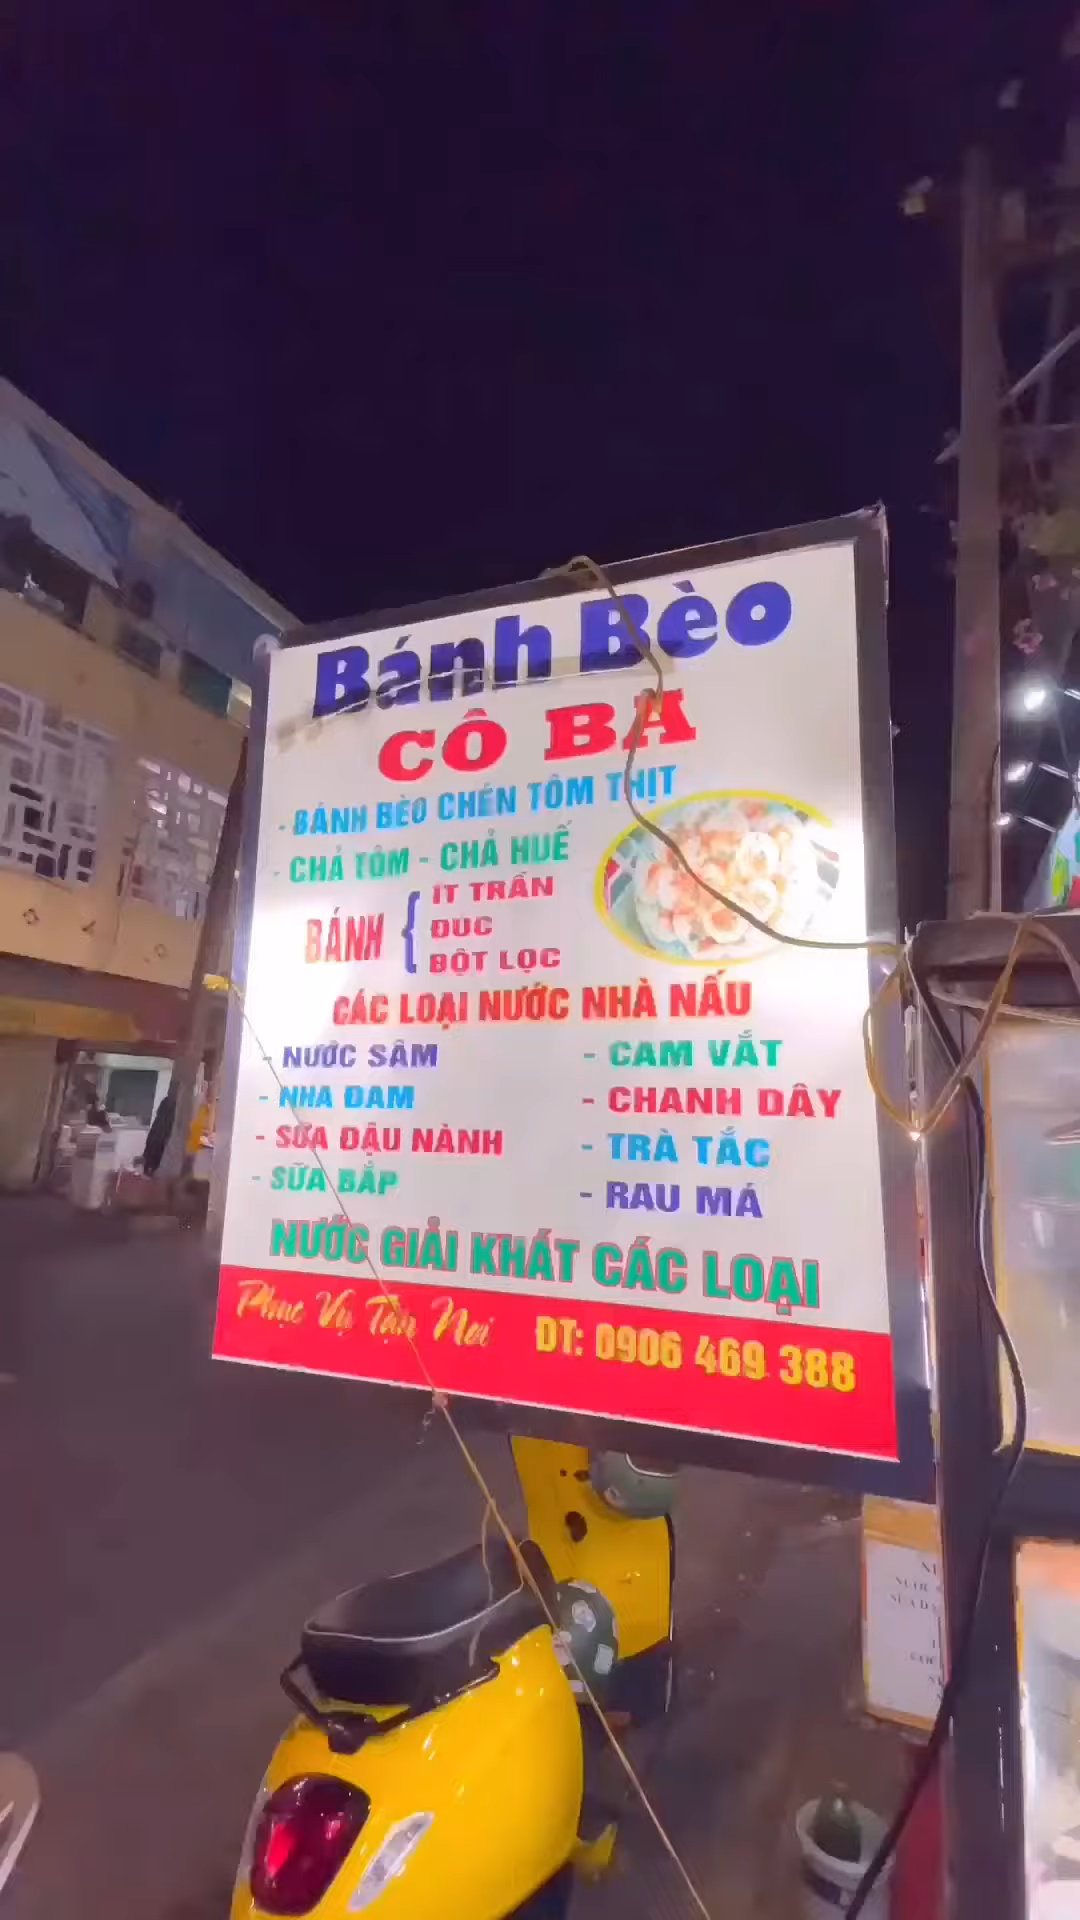 Bánh Bèo
CÔ BA
- BÁNH BÈO CHÉN TÔM THỊT
- CHẢ TÔM - CHẢ HUẾ
BÁNH { ÍT TRẦN
ĐÚC
BỘT LỌC
CÁC LOẠI NƯỚC NHÀ NẤU
- NƯỚC SÂM
- CAM VẮT
- NHA ĐAM
- CHANH DÂY
- SỮA ĐẬU NÀNH
- TRÀ TẮC
- SỮA BẮP
- RAU MÁ
NƯỚC GIẢI KHÁT CÁC LOẠI
Phục Vụ Tận Nơi ĐT: 0906 469 388